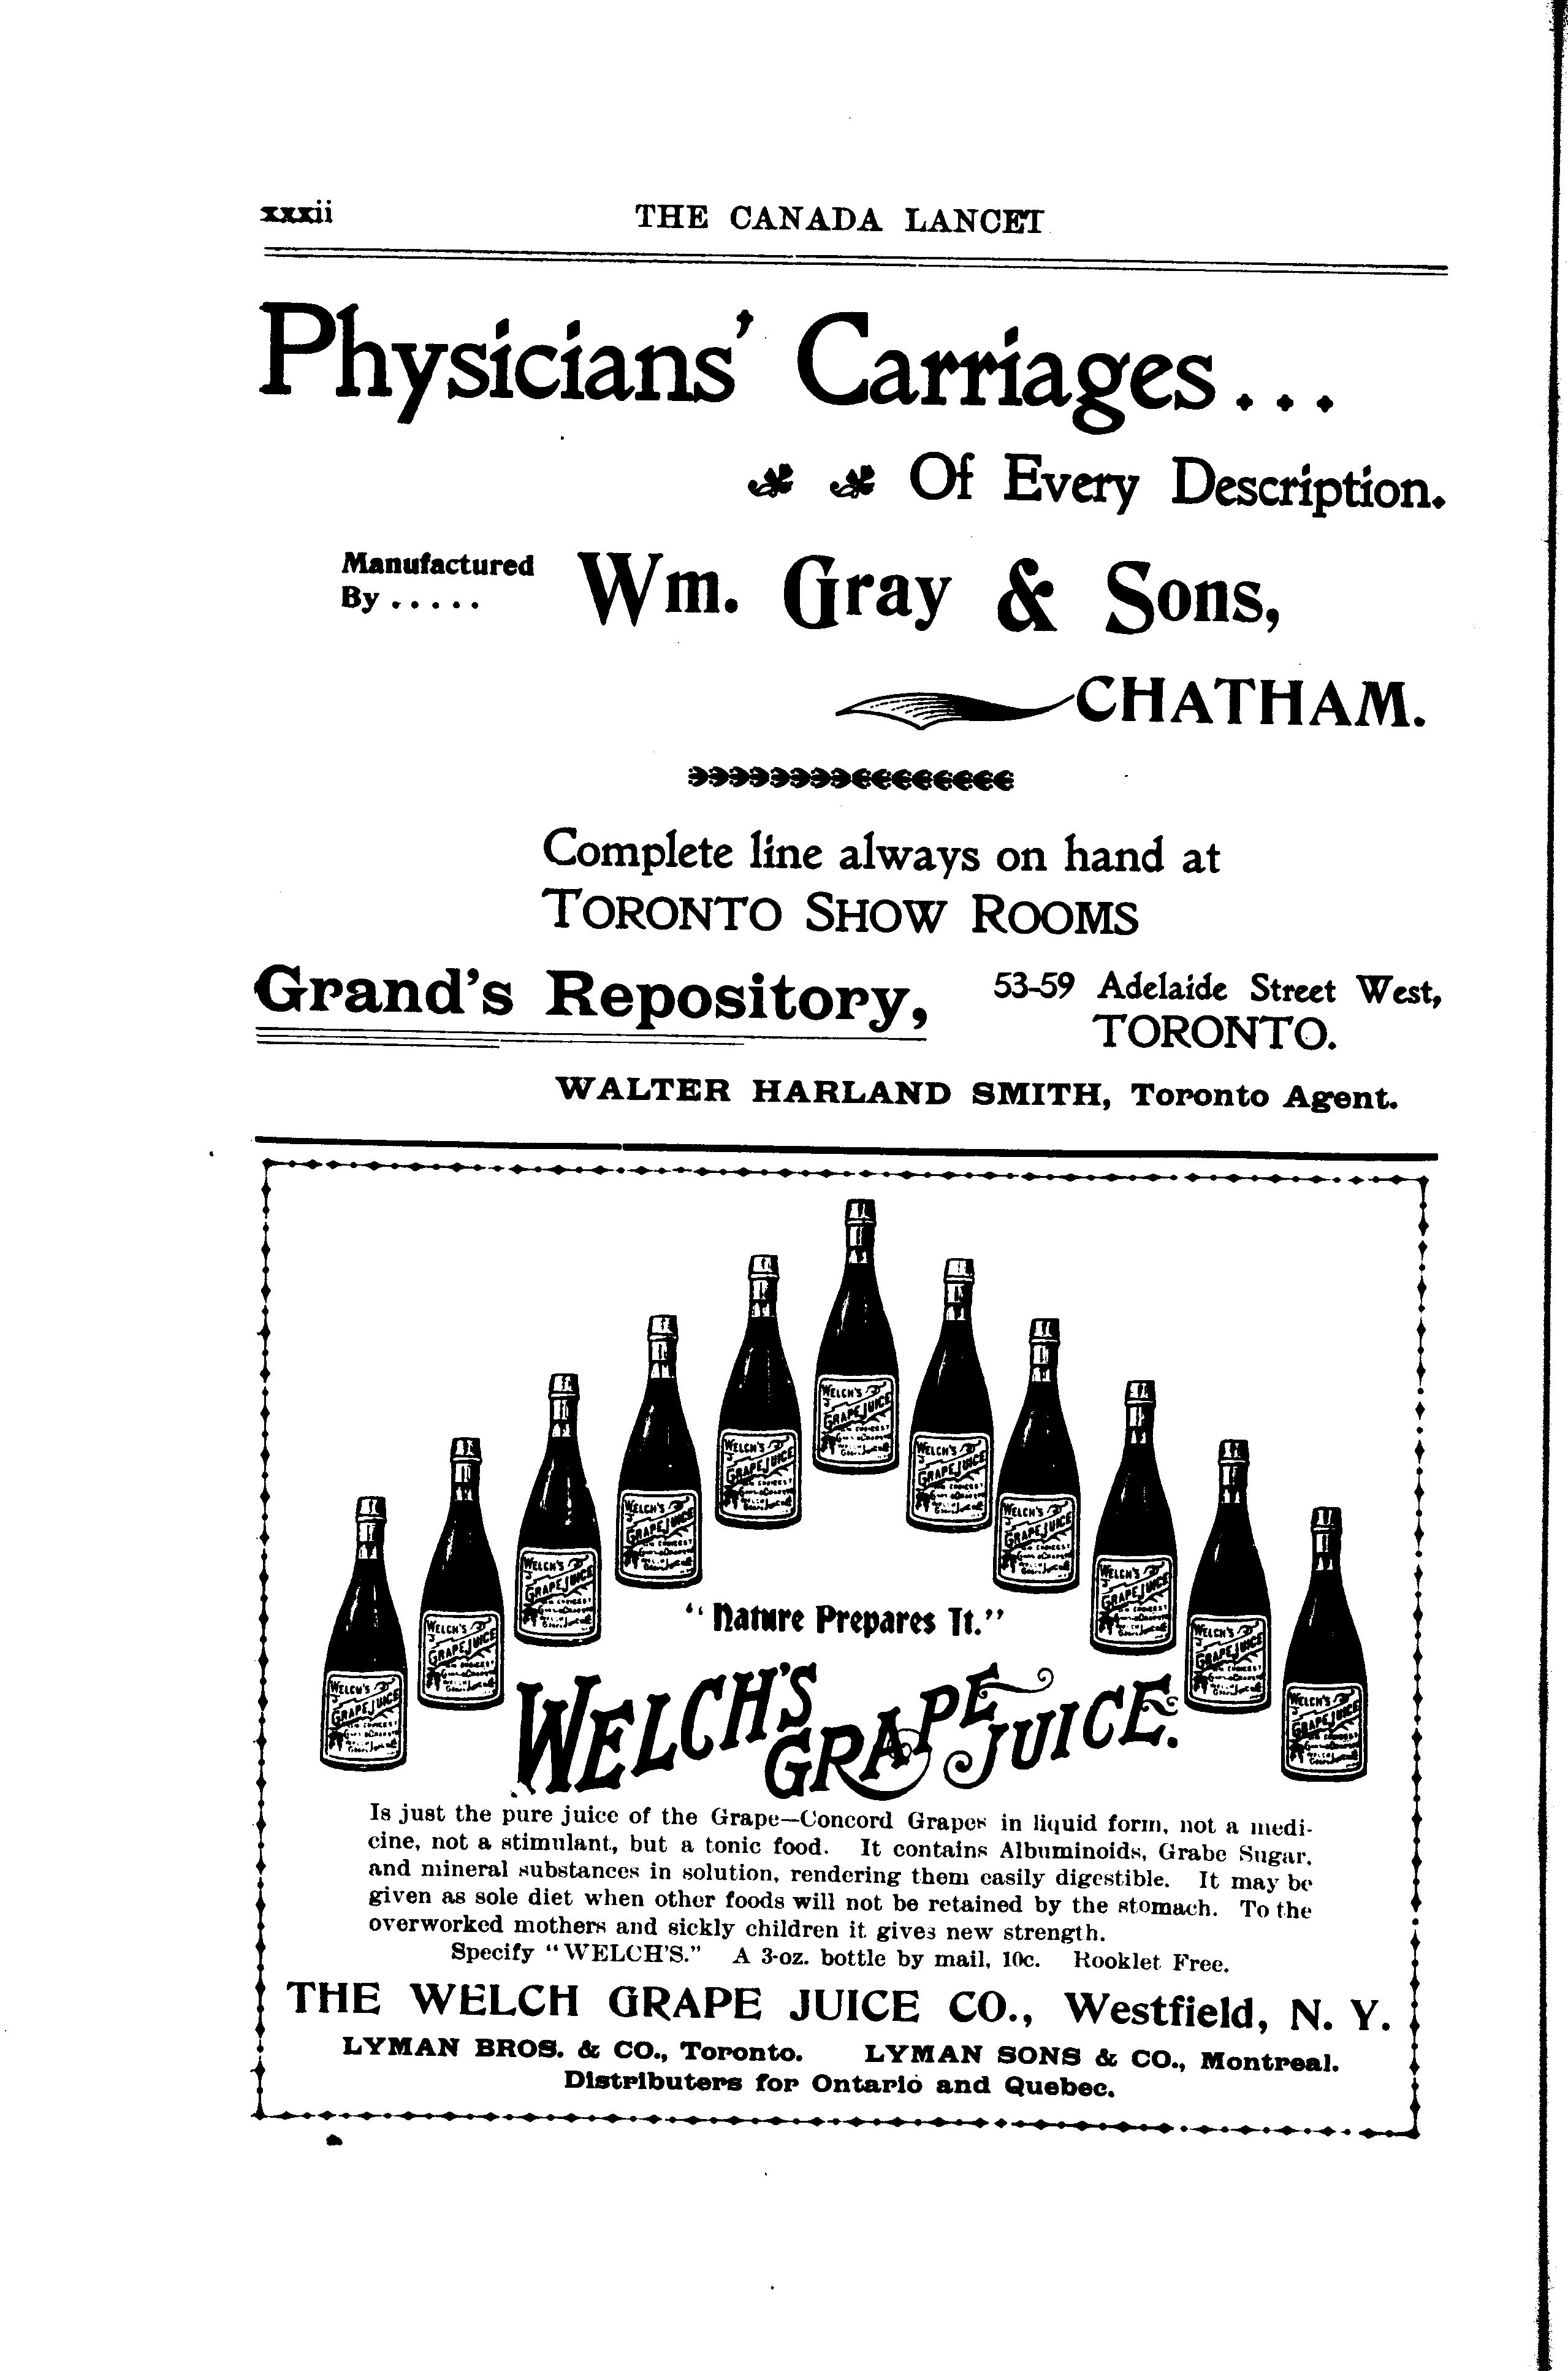 xxxii THE CANADA LANCET
Physicians' Carriages...
Of Every Description.
Manufactured
By .....
Wm. Gray & Sons,
CHATHAM.
Complete line always on hand at
TORONTO SHOW ROOMS
Grand's Repository,
53-59 Adelaide Street West,
TORONTO.
WALTER HARLAND SMITH, Toronto Agent.
WELCH'S
GRAPE JUICE
"Nature Prepares It."
WELCH'S GRAPE JUICE.
Is just the pure juice of the Grape—Concord Grapes in liquid form, not a medi-
cine, not a stimulant, but a tonic food. It contains Albuminoids, Grabe Sugar,
and mineral substances in solution, rendering them easily digestible. It may be
given as sole diet when other foods will not be retained by the stomach. To the
overworked mothers and sickly children it gives new strength.
Specify "WELCH'S." A 3-oz. bottle by mail, 10c. Booklet Free.
THE WELCH GRAPE JUICE CO., Westfield, N. Y.
LYMAN BROS. & CO., Toronto. LYMAN SONS & CO., Montreal.
Distributers for Ontario and Quebec.